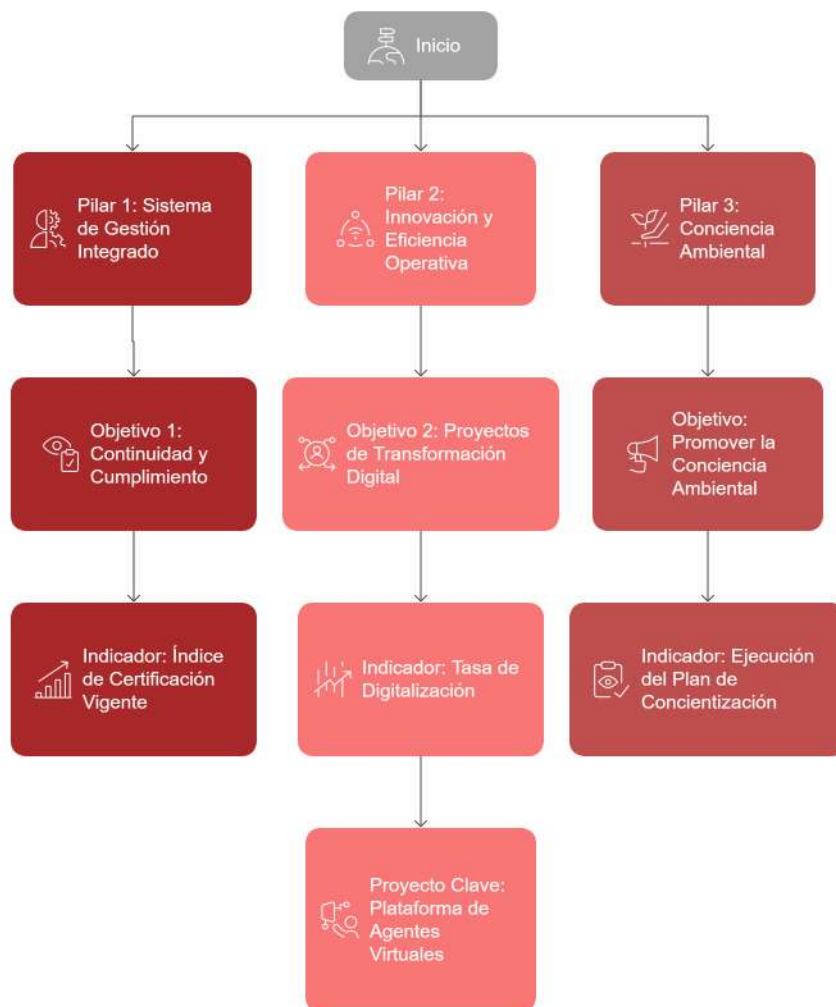 Inicio
Pilar 1: Sistema
de Gestión
Integrado
Pilar 2:
Innovación y
Eficiencia
Operativa
Pilar 3:
Conciencia
Ambiental
Objetivo 1:
Continuidad y
Cumplimiento
Objetivo 2: Proyectos
de Transformación
Digital
Objetivo:
Promover la
Conciencia
Ambiental
Indicador: Índice
de Certificación
Vigente
Indicador: Tasa de
Digitalización
Indicador: Ejecución
del Plan de
Concientización
Proyecto Clave:
Plataforma de
Agentes
Virtuales